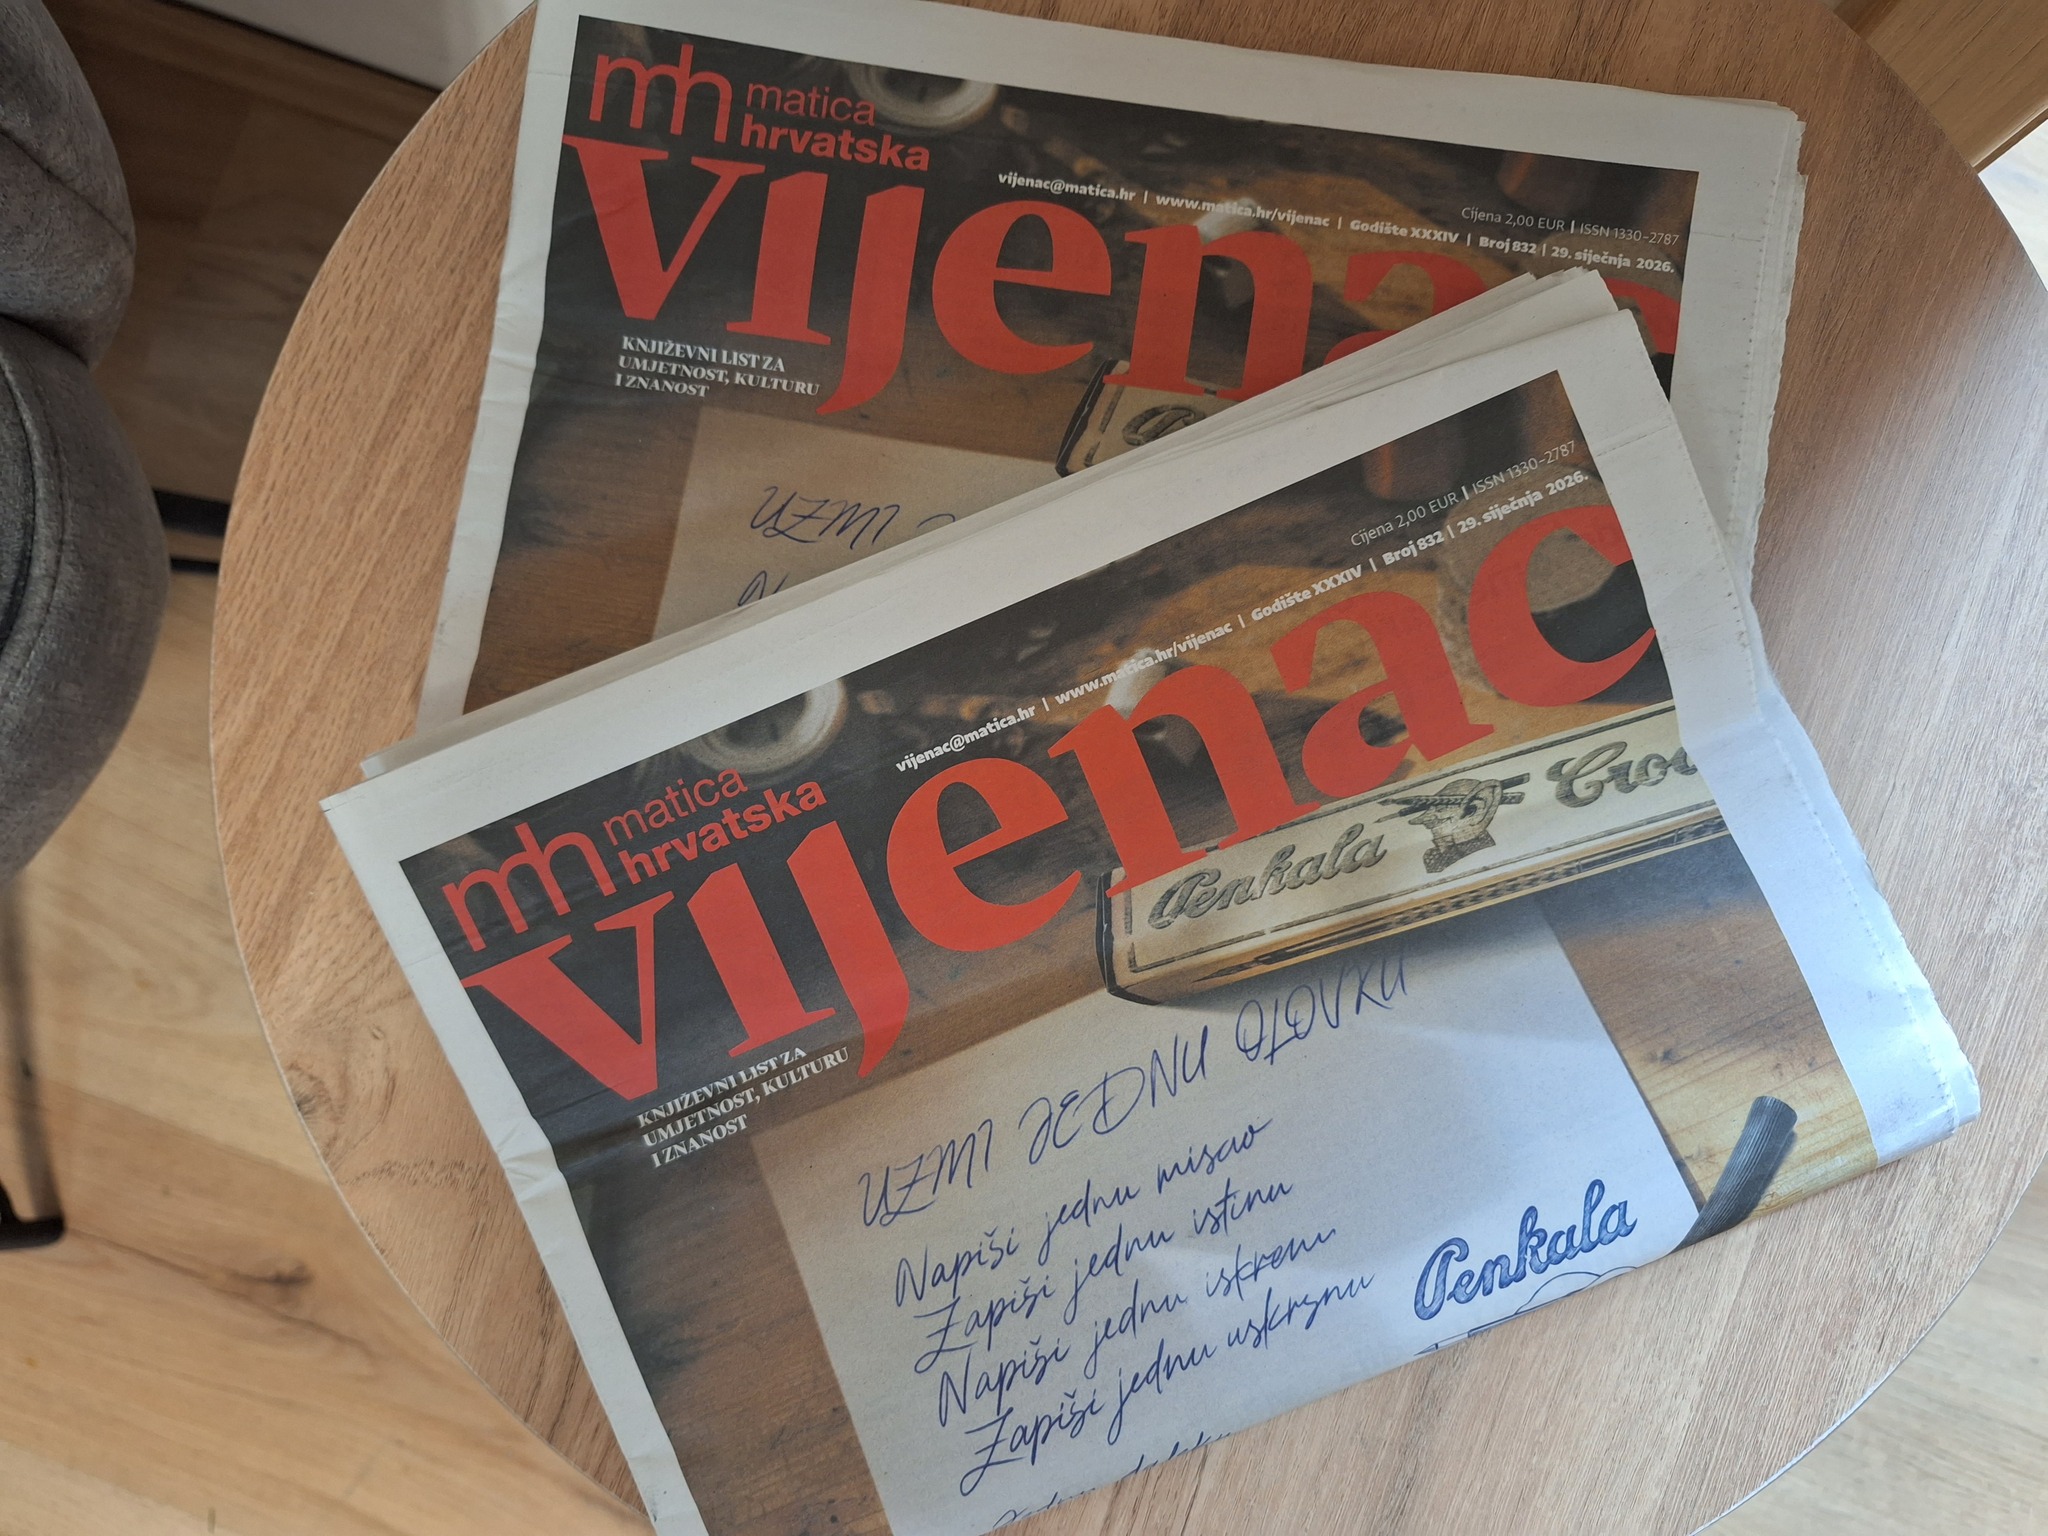 mh matica
hrvatska
vijenac@matica.hr | www.matica.hr/vijenac | Godište XXXIV | Broj 832 | 29. siječnja 2026.
Cijena 2,00 EUR | ISSN 1330-2787
vijenac
KNJIŽEVNI LIST ZA
UMJETNOST, KULTURU
I ZNANOST
UZMI
mh matica
hrvatska
vijenac@matica.hr | www.matica.hr/vijenac | Godište XXXIV | Broj 832 | 29. siječnja 2026.
Cijena 2,00 EUR | ISSN 1330-2787
vijenac
KNJIŽEVNI LIST ZA
UMJETNOST, KULTURU
I ZNANOST
Penkala
UZMI JEDNU OLOVKU
Napiši jednu misao
Zapiši jednu istinu
Napiši jednu iskrenu
Zapiši jednu uskrsnu
Penkala